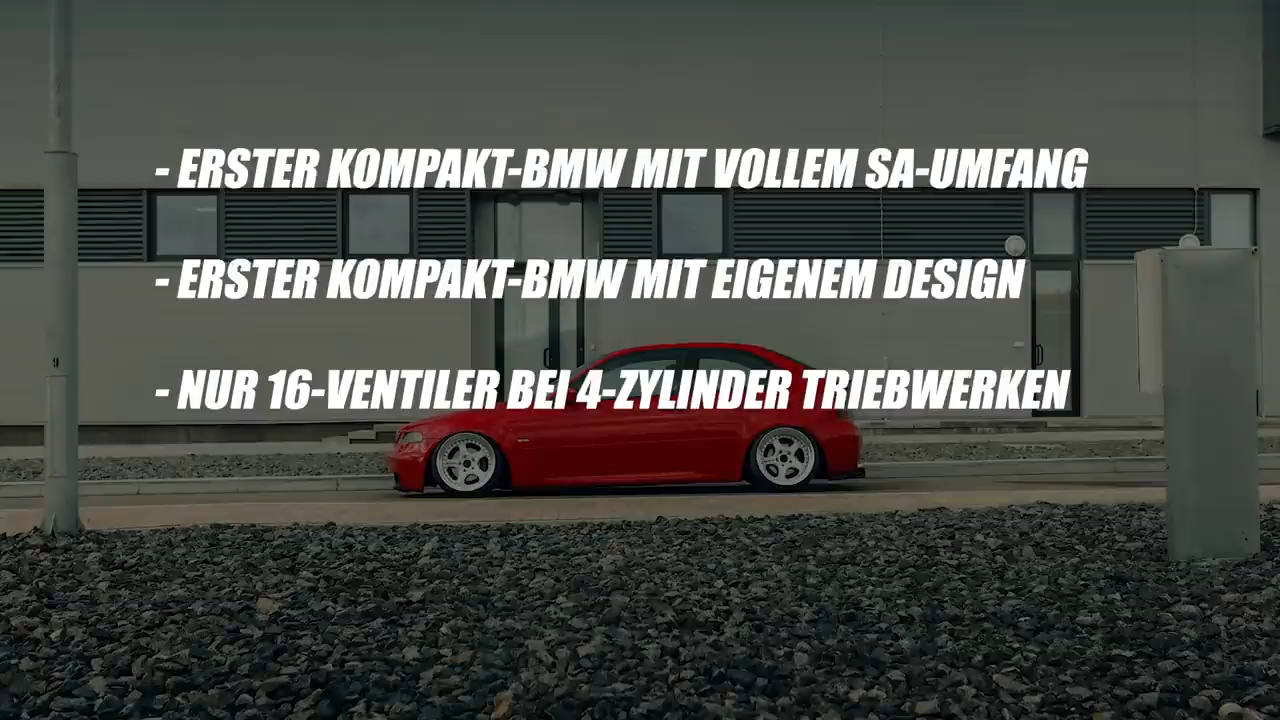 - ERSTER KOMPAKT-BMW MIT VOLLEM SA-UMFANG
- ERSTER KOMPAKT-BMW MIT EIGENEM DESIGN
- NUR 16-VENTILER BEI 4-ZYLINDER TRIEBWERKEN
9